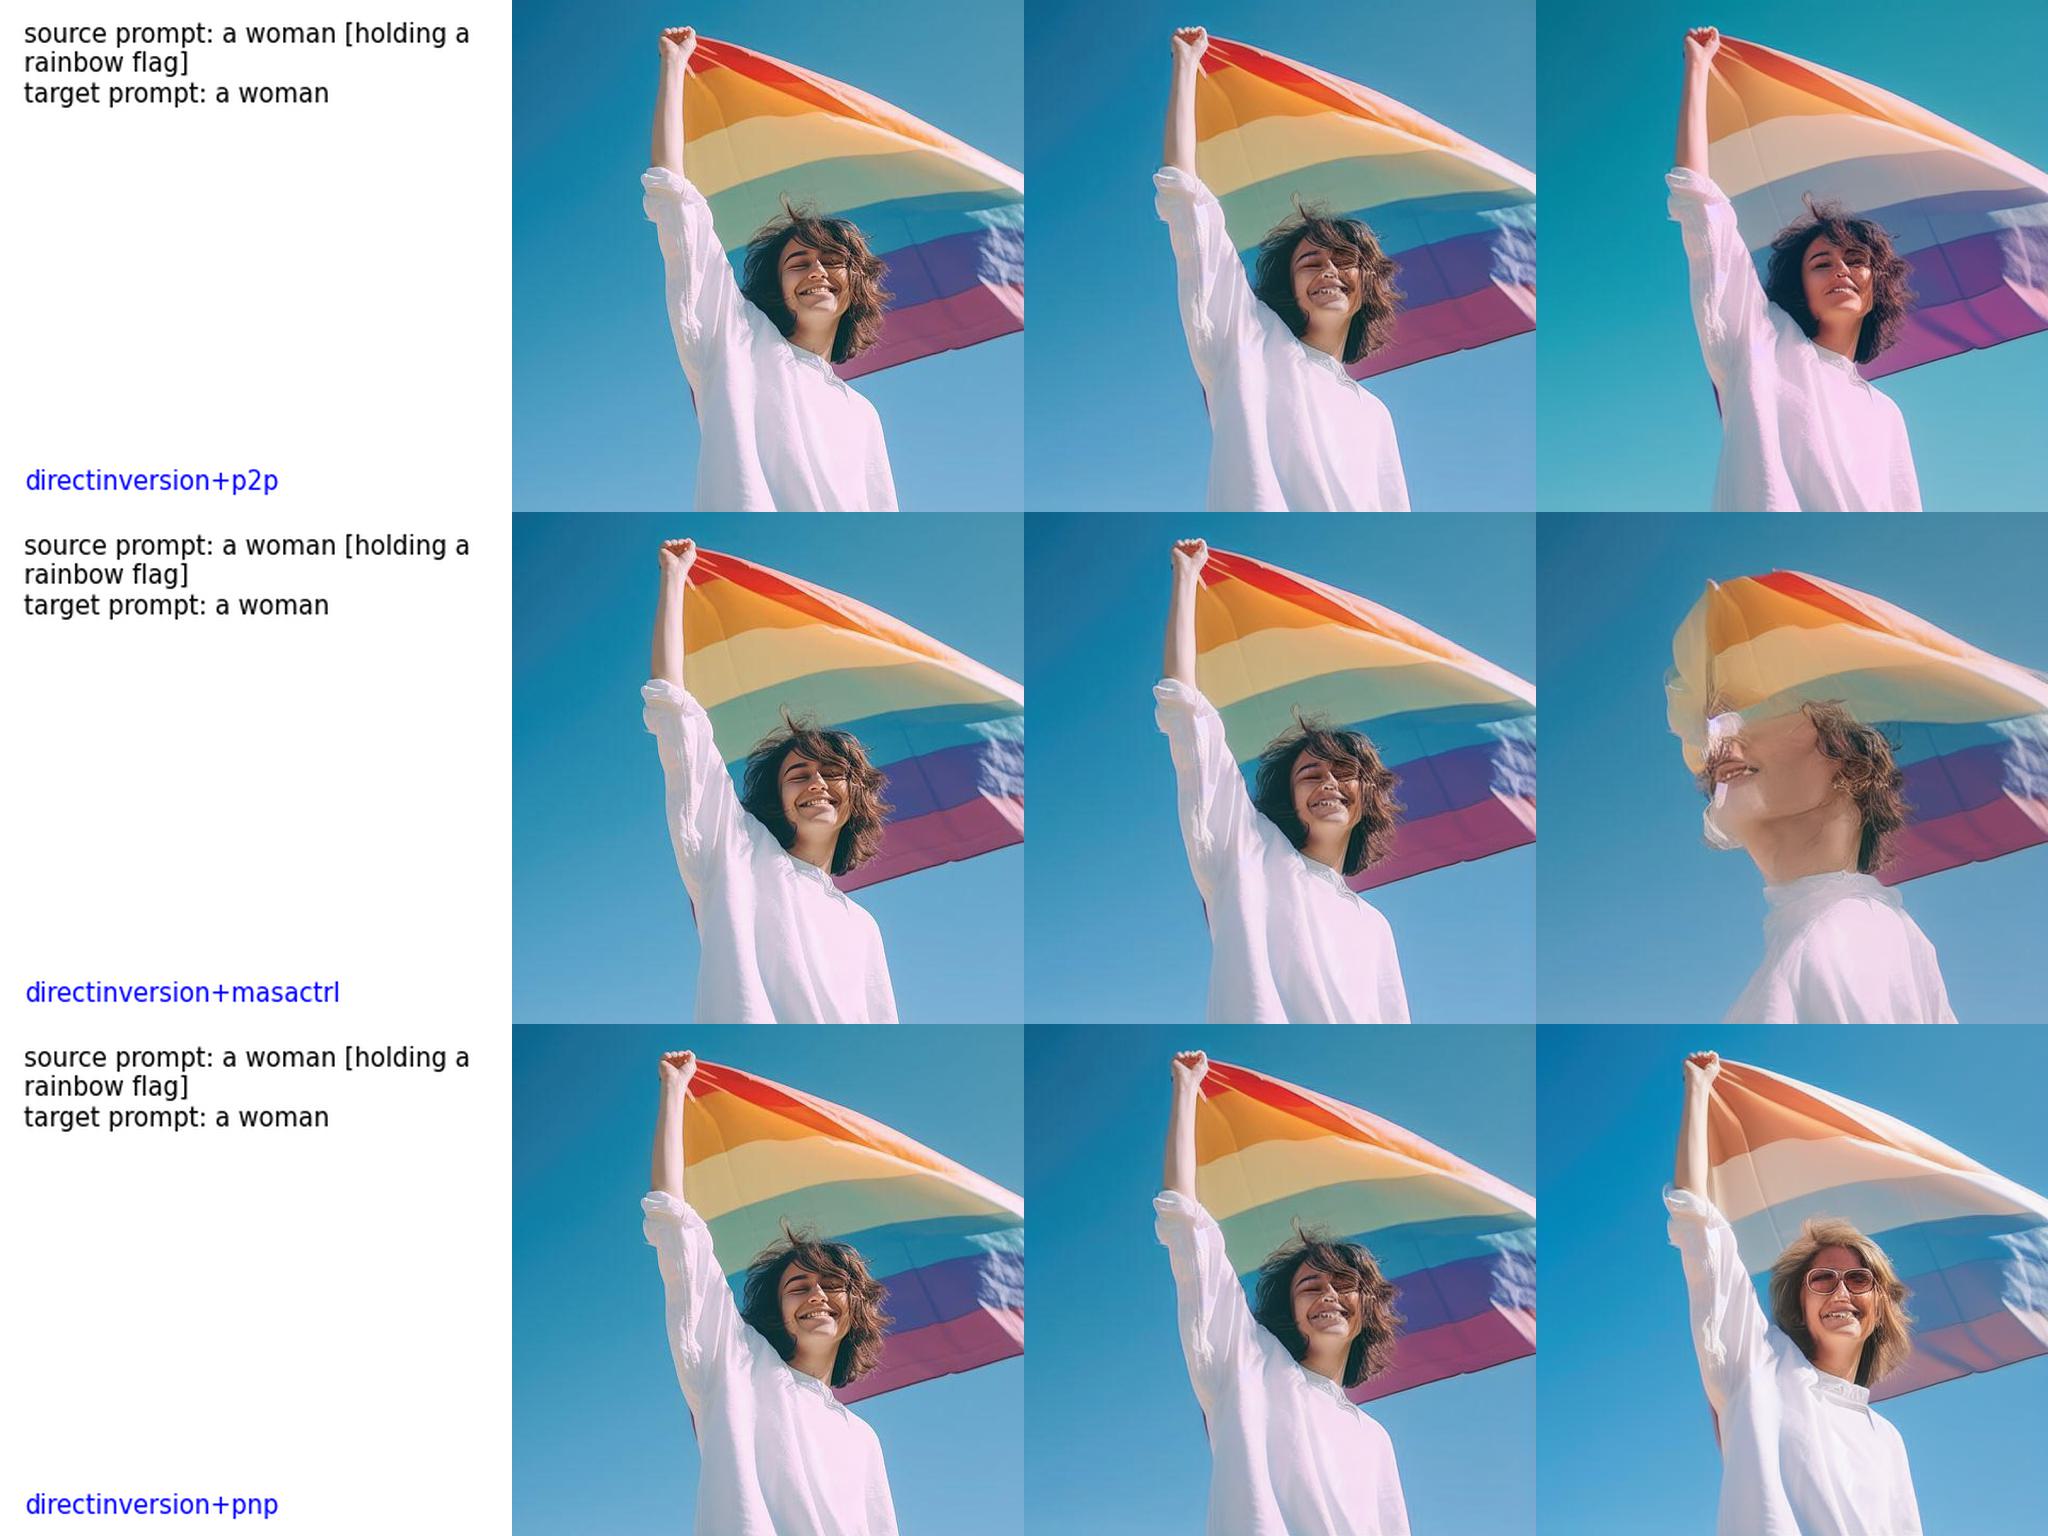 source prompt: a woman [holding a
rainbow flag]
target prompt: a woman
directinversion+p2p
source prompt: a woman [holding a
rainbow flag]
target prompt: a woman
directinversion+masactrl
source prompt: a woman [holding a
rainbow flag]
target prompt: a woman
directinversion+pnp